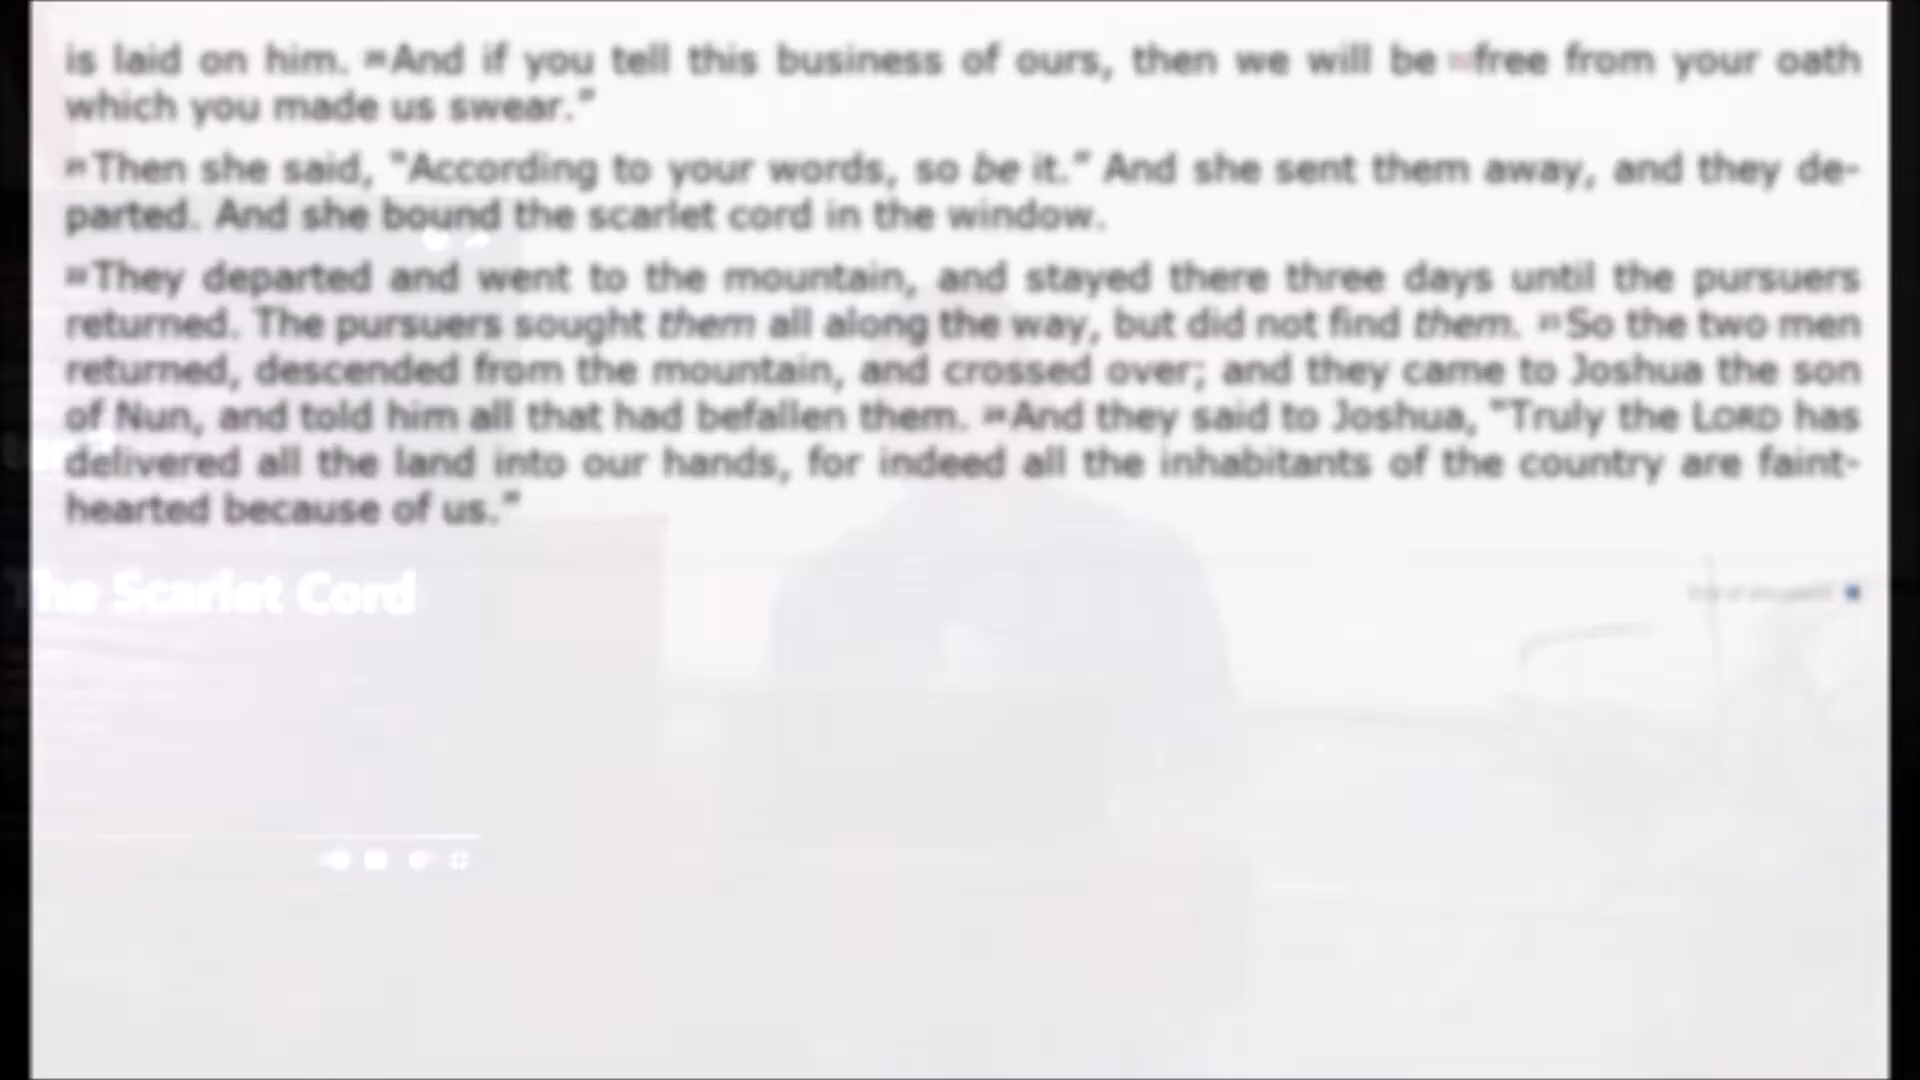 is laid on him. 20 And if you tell this business of ours, then we will be free from your oath
which you made us swear.”
21 Then she said, “According to your words, so be it.” And she sent them away, and they de-
parted. And she bound the scarlet cord in the window.
22 They departed and went to the mountain, and stayed there three days until the pursuers
returned. The pursuers sought them all along the way, but did not find them. 23 So the two men
returned, descended from the mountain, and crossed over; and they came to Joshua the son
of Nun, and told him all that had befallen them. 24 And they said to Joshua, “Truly the LORD has
delivered all the land into our hands, for indeed all the inhabitants of the country are faint-
hearted because of us.”
The Scarlet Cord